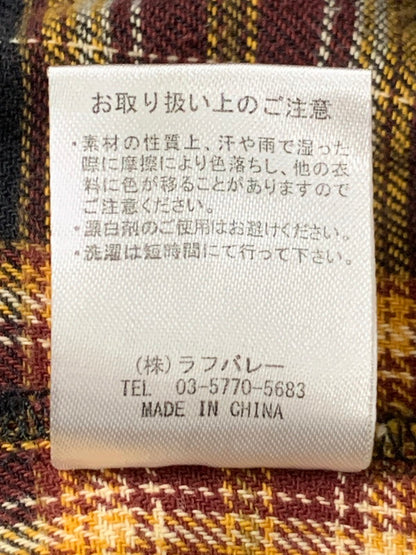 お取り扱い上のご注意
・素材の性質上、汗や雨で湿った
際に摩擦により色落ちし、他の衣
料に色が移ることがありますので
ご注意ください。
・漂白剤のご使用はお避けください。
・洗濯は短時間にて行って下さい。
(株)ラフバレー
TEL 03-5770-5683
MADE IN CHINA